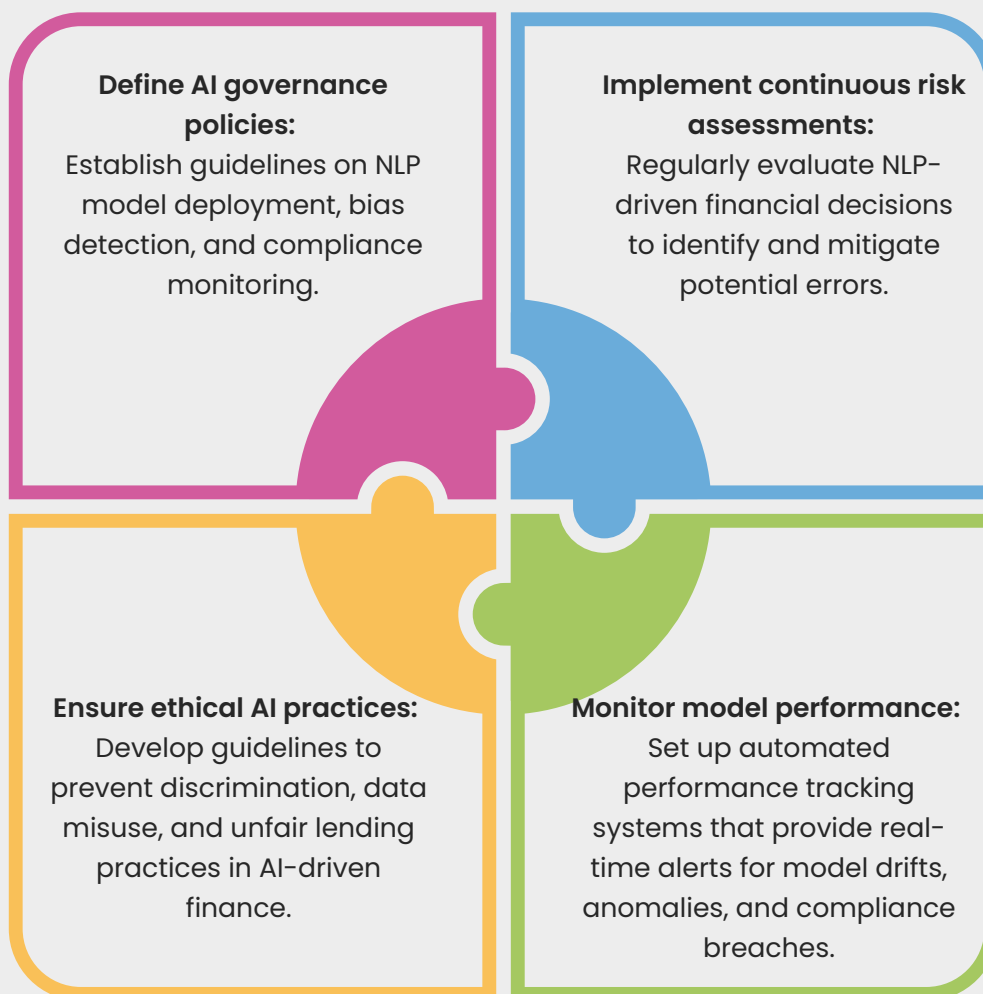 Define AI governance
policies:
Establish guidelines on NLP
model deployment, bias
detection, and compliance
monitoring.
Implement continuous risk
assessments:
Regularly evaluate NLP-
driven financial decisions
to identify and mitigate
potential errors.
Ensure ethical AI practices:
Develop guidelines to
prevent discrimination, data
misuse, and unfair lending
practices in AI-driven
finance.
Monitor model performance:
Set up automated
performance tracking
systems that provide real-
time alerts for model drifts,
anomalies, and compliance
breaches.